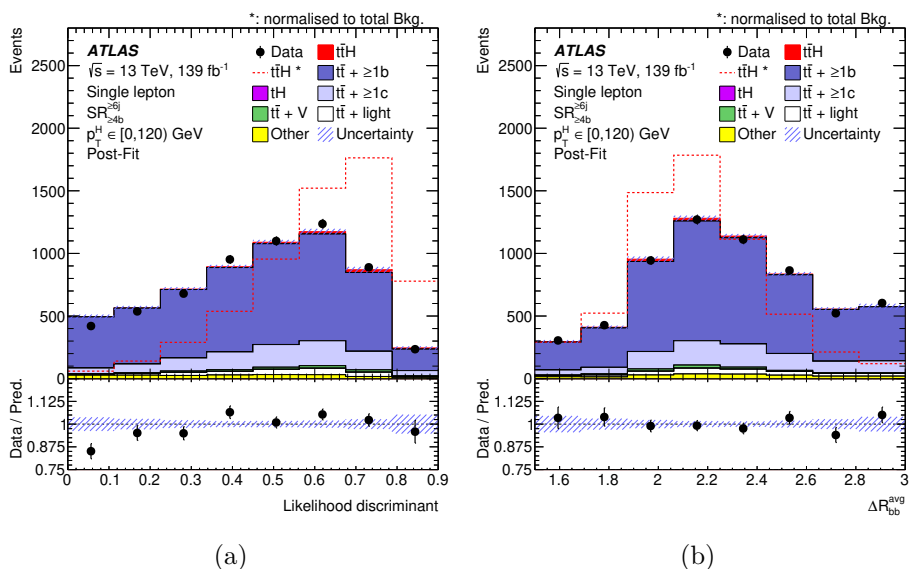 *: normalised to total Bkg.
Events
2500
2000
1500
1000
500
0
ATLAS
√s = 13 TeV, 139 fb⁻¹
Single lepton
SR≥6j≥4b
pTH ∈ [0,120) GeV
Post-Fit
Data
tt̄H
tt̄H *
tt̄ + ≥1b
tH
tt̄ + ≥1c
tt̄ + V
tt̄ + light
Other
Uncertainty
Data / Pred.
1.125
1
0.875
0.75
0 0.1 0.2 0.3 0.4 0.5 0.6 0.7 0.8 0.9
Likelihood discriminant
(a)
*: normalised to total Bkg.
Events
2500
2000
1500
1000
500
0
ATLAS
√s = 13 TeV, 139 fb⁻¹
Single lepton
SR≥6j≥4b
pTH ∈ [0,120) GeV
Post-Fit
Data
tt̄H
tt̄H *
tt̄ + ≥1b
tH
tt̄ + ≥1c
tt̄ + V
tt̄ + light
Other
Uncertainty
Data / Pred.
1.125
1
0.875
0.75
1.6 1.8 2 2.2 2.4 2.6 2.8 3
ΔRavgbb
(b)